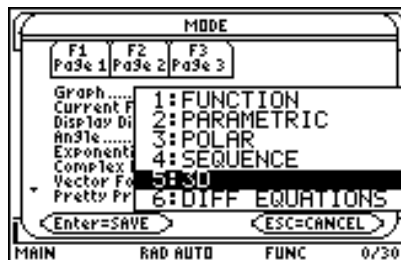 MODE
F1 F2 F3
Page 1 Page 2 Page 3
Graph......
Current F
Display Di
Angle......
Exponenti
Complex
Vector Fo
Pretty Pr
1:FUNCTION
2:PARAMETRIC
3:POLAR
4:SEQUENCE
5:3D
6:DIFF EQUATIONS
Enter=SAVE ESC=CANCEL
MAIN RAD AUTO FUNC 0/30